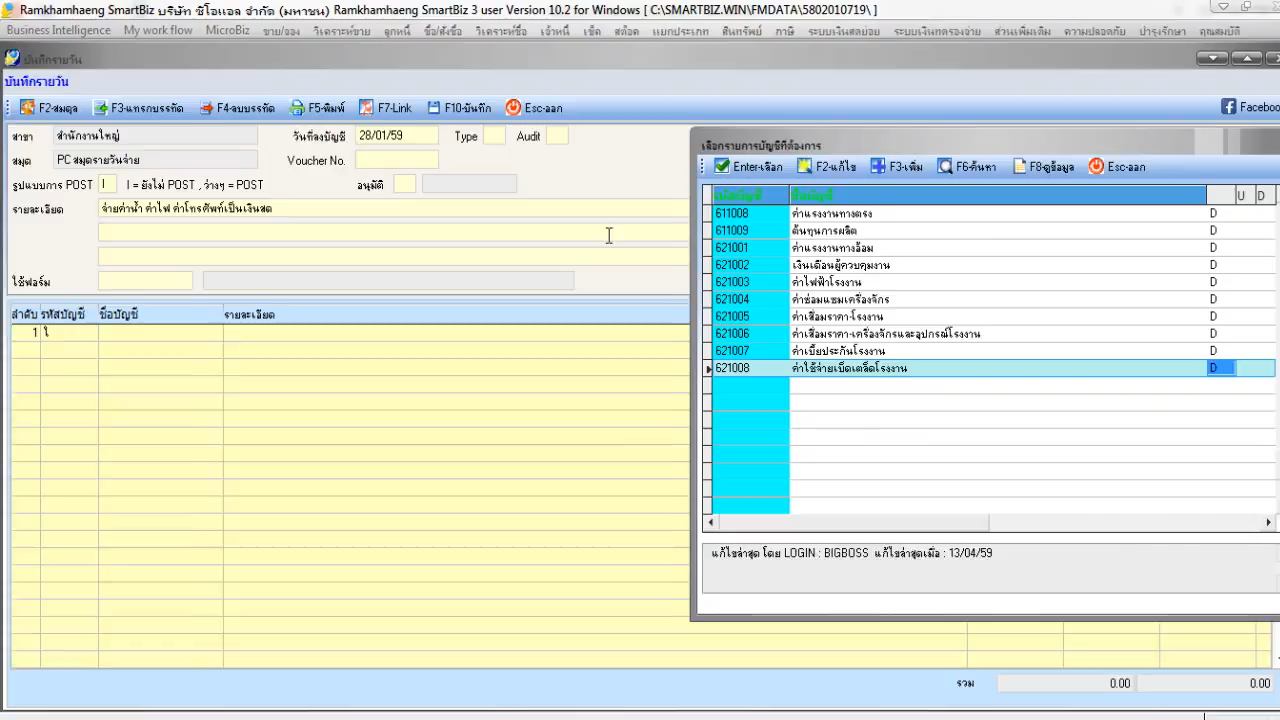 Ramkhamhaeng SmartBiz บริษัท ซีโอแอล จำกัด (มหาชน) Ramkhamhaeng SmartBiz 3 user Version 10.2 for Windows [ C:\SMARTBIZ.WIN\FMDATA\5802010719\ ]
Business Intelligence My work flow MicroBiz ขาย/จอง วิเคราะห์ขาย ลูกหนี้ ซื้อ/สั่งซื้อ วิเคราะห์ซื้อ เจ้าหนี้ เช็ค สต็อค แยกประเภท สินทรัพย์ ภาษี ระบบเงินสดย่อย ระบบเงินทดรองจ่าย ส่วนเพิ่มเติม ความปลอดภัย บำรุงรักษา คุณสมบัติ
บันทึกรายวัน
บันทึกรายวัน
F2-สมดุล F3-แทรกบรรทัด F4-ลบบรรทัด F5-พิมพ์ F7-Link F10-บันทึก Esc-ออก Facebo
สาขา สำนักงานใหญ่ วันที่ลงบัญชี 28/01/59 Type Audit
สมุด PC สมุดรายวันจ่าย Voucher No.
รูปแบบการ POST I I = ยังไม่ POST , ว่างๆ = POST อนุมัติ
รายละเอียด จ่ายค่าน้ำ ค่าไฟ ค่าโทรศัพท์เป็นเงินสด
ใช้ฟอร์ม
ลำดับ รหัสบัญชี ชื่อบัญชี รายละเอียด
1 ใ
รวม 0.00 0.00
เลือกรายการบัญชีที่ต้องการ
Enter-เลือก F2-แก้ไข F3-เพิ่ม F6-ค้นหา F8-ดูข้อมูล Esc-ออก
รหัสบัญชี ชื่อบัญชี U D
611008 ค่าแรงงานทางตรง D
611009 ต้นทุนการผลิต D
621001 ค่าแรงงานทางอ้อม D
621002 เงินเดือนผู้ควบคุมงาน D
621003 ค่าไฟฟ้าโรงงาน D
621004 ค่าซ่อมแซมเครื่องจักร D
621005 ค่าเสื่อมราคา-โรงงาน D
621006 ค่าเสื่อมราคา-เครื่องจักรและอุปกรณ์โรงงาน D
621007 ค่าเบี้ยประกันโรงงาน D
621008 ค่าใช้จ่ายเบ็ดเตล็ดโรงงาน D
แก้ไขล่าสุด โดย LOGIN : BIGBOSS แก้ไขล่าสุดเมื่อ : 13/04/59